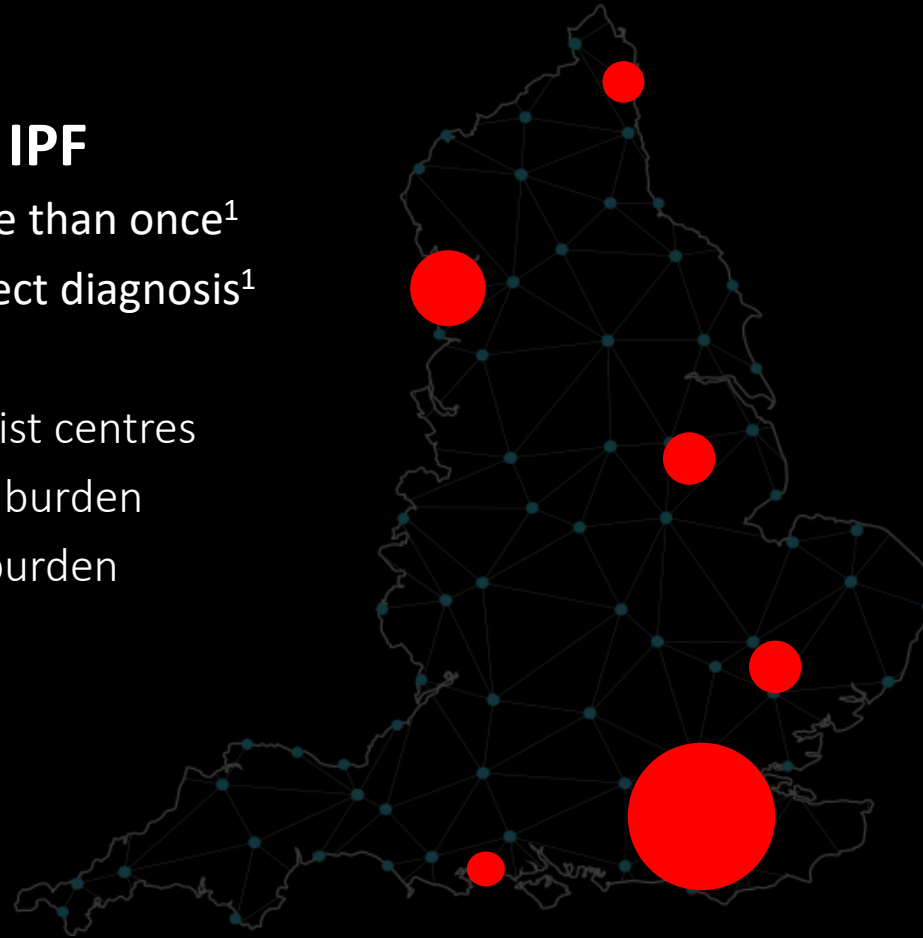 IPF
e than once1
ect diagnosis1
ist centres
burden
ourden